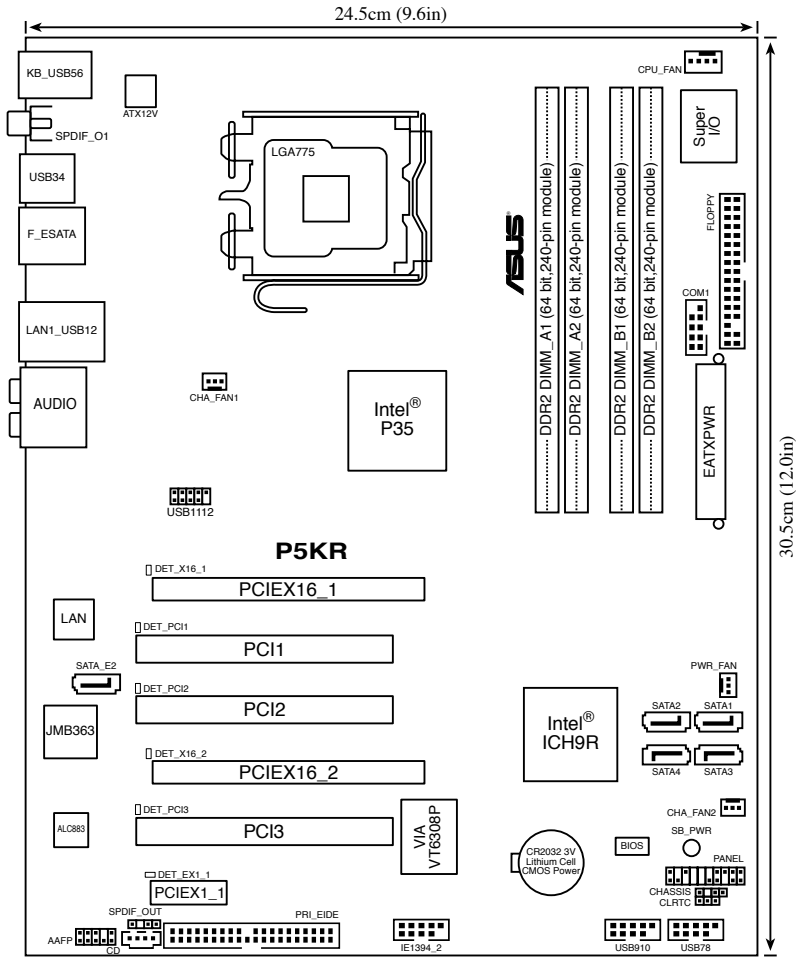 24.5cm (9.6in)
KB_USB56
ATX12V
CPU_FAN
Super
I/O
SPDIF_O1
LGA775
USB34
F_ESATA
FLOPPY
ASUS
DDR2 DIMM_A1 (64 bit,240-pin module)
DDR2 DIMM_A2 (64 bit,240-pin module)
DDR2 DIMM_B1 (64 bit,240-pin module)
DDR2 DIMM_B2 (64 bit,240-pin module)
COM1
LAN1_USB12
AUDIO
CHA_FAN1
Intel®
P35
EATXPWR
30.5cm (12.0in)
USB1112
P5KR
DET_X16_1
PCIEX16_1
LAN
DET_PCI1
PCI1
SATA_E2
PWR_FAN
DET_PCI2
PCI2
JMB363
Intel®
ICH9R
SATA2
SATA1
SATA4
SATA3
DET_X16_2
PCIEX16_2
DET_PCI3
PCI3
ALC883
VIA
VT6308P
CHA_FAN2
SB_PWR
BIOS
CR2032 3V
Lithium Cell
CMOS Power
PANEL
DET_EX1_1
PCIEX1_1
CHASSIS
CLRTC
SPDIF_OUT
PRI_EIDE
AAFP
CD
IE1394_2
USB910
USB78